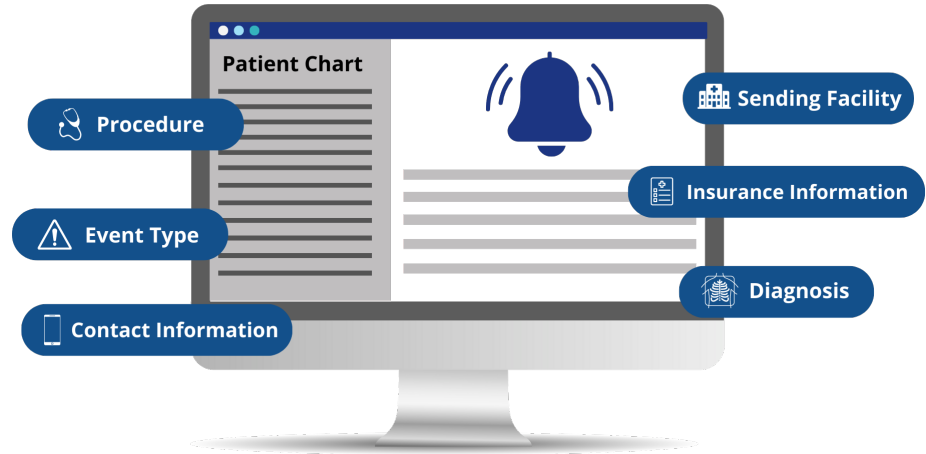 Patient Chart
Procedure
Event Type
Contact Information
Sending Facility
Insurance Information
Diagnosis